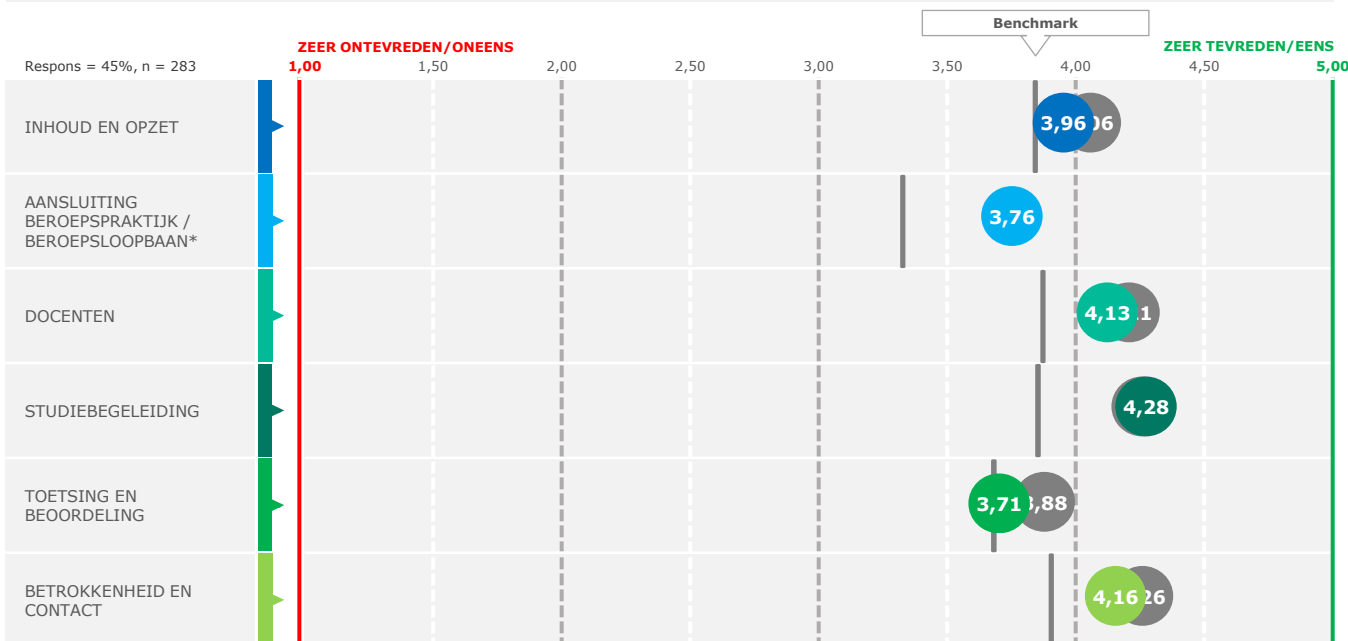 Benchmark
ZEER ONTEVREDEN/ONEENS
ZEER TEVREDEN/EENS
Respons = 45%, n = 283
1,00 1,50 2,00 2,50 3,00 3,50 4,00 4,50 5,00
INHOUD EN OPZET
3,96
AANSLUITING
BEROEPSPRAKTIJK /
BEROEPSLOOPBAAN*
3,76
DOCENTEN
4,13
STUDIEBEGELEIDING
4,28
TOETSING EN
BEOORDELING
3,71 3,88
BETROKKENHEID EN
CONTACT
4,16